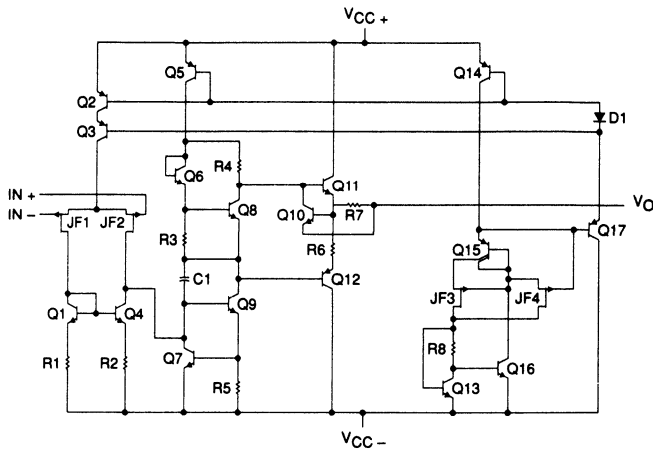 VCC+
Q5
Q14
Q2
D1
Q3
Q6
R4
IN +
Q8
Q11
VO
IN −
Q10
R7
JF1
JF2
R3
Q17
R6
Q15
C1
Q12
JF3
JF4
Q9
Q1
Q4
R8
Q7
Q16
R1
R2
R5
Q13
VCC−